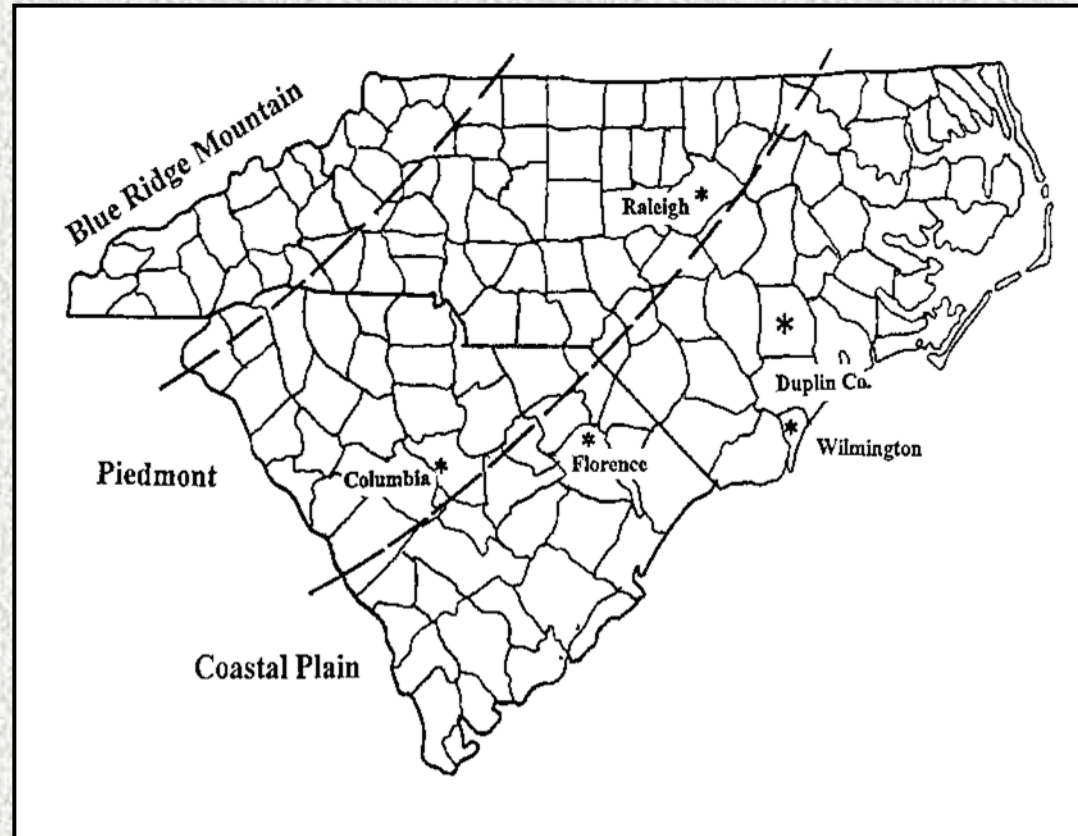 Blue Ridge Mountain
Raleigh *
*
Duplin Co.
*
Wilmington
*
Florence
Columbia *
Piedmont
Coastal Plain